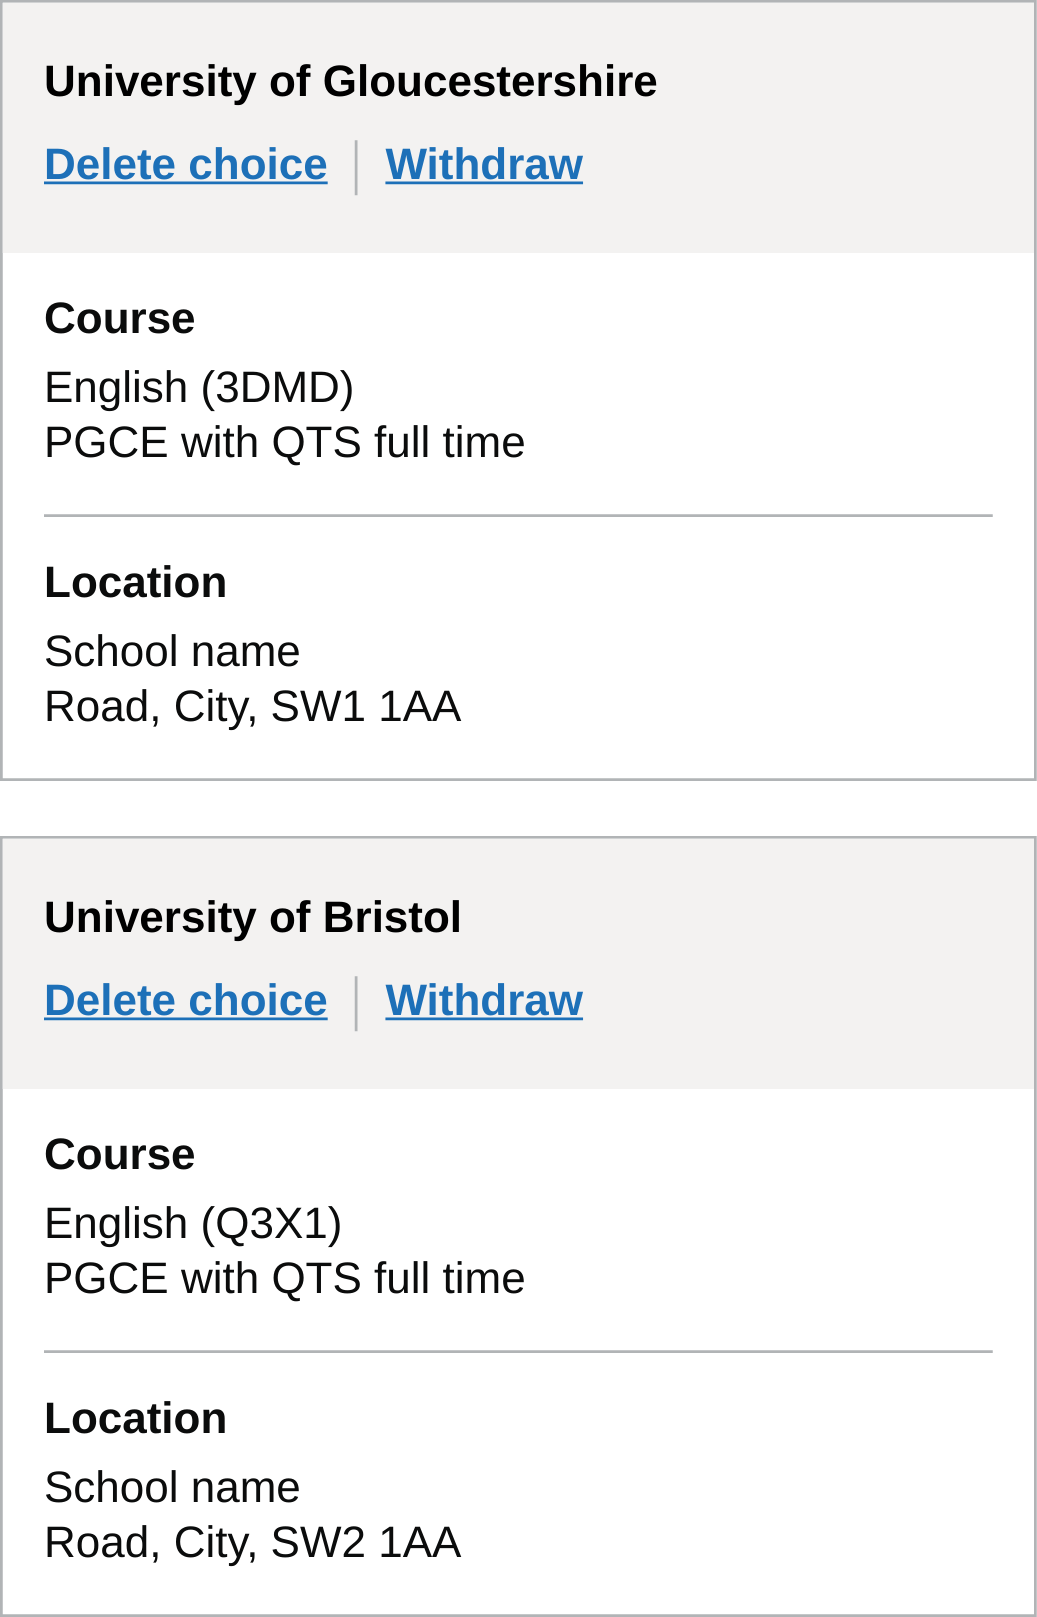 University of Gloucestershire
Delete choice Withdraw
Course
English (3DMD)
PGCE with QTS full time
Location
School name
Road, City, SW1 1AA
University of Bristol
Delete choice Withdraw
Course
English (Q3X1)
PGCE with QTS full time
Location
School name
Road, City, SW2 1AA